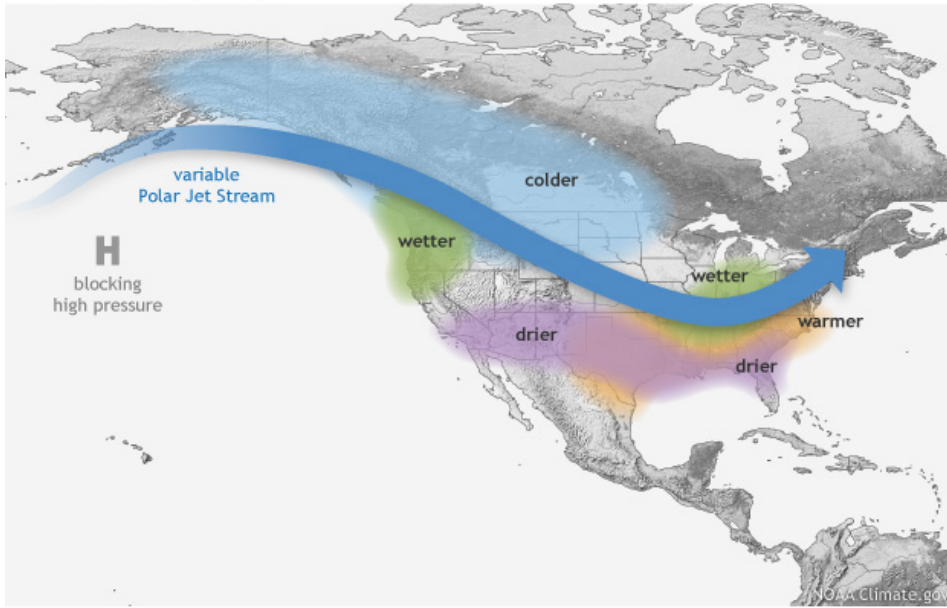 variable
Polar Jet Stream
colder
H
blocking
high pressure
wetter
wetter
drier
warmer
drier
NOAA Climate.gov